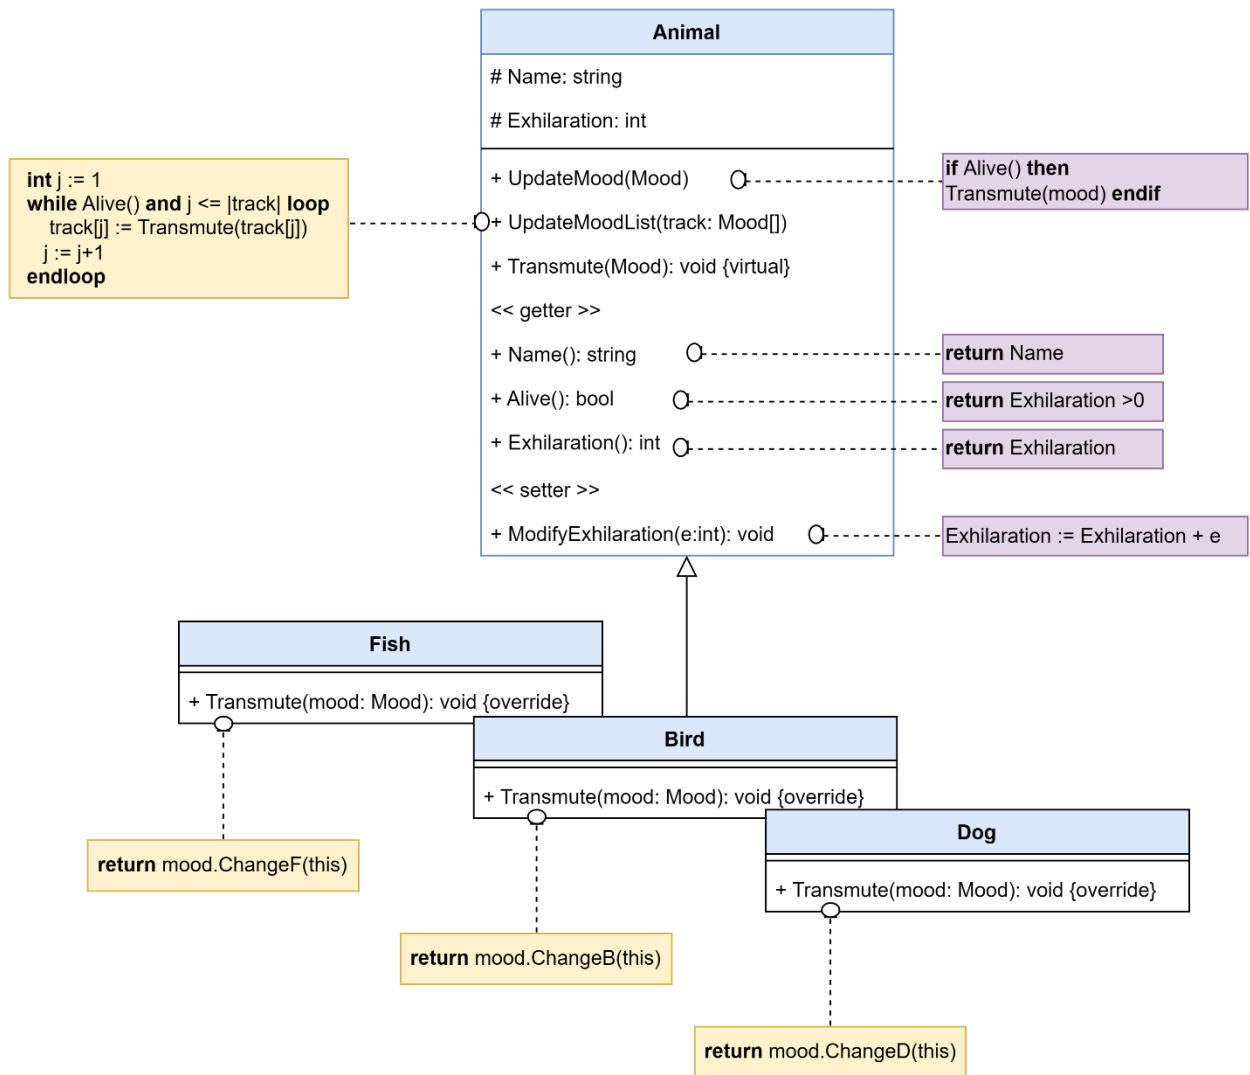 Animal
# Name: string
# Exhilaration: int
+ UpdateMood(Mood)
+ UpdateMoodList(track: Mood[])
+ Transmute(Mood): void {virtual}
<< getter >>
+ Name(): string
+ Alive(): bool
+ Exhilaration(): int
<< setter >>
+ ModifyExhilaration(e:int): void
int j := 1
while Alive() and j <= |track| loop
track[j] := Transmute(track[j])
j := j+1
endloop
if Alive() then
Transmute(mood) endif
return Name
return Exhilaration >0
return Exhilaration
Exhilaration := Exhilaration + e
Fish
+ Transmute(mood: Mood): void {override}
return mood.ChangeF(this)
Bird
+ Transmute(mood: Mood): void {override}
return mood.ChangeB(this)
Dog
+ Transmute(mood: Mood): void {override}
return mood.ChangeD(this)